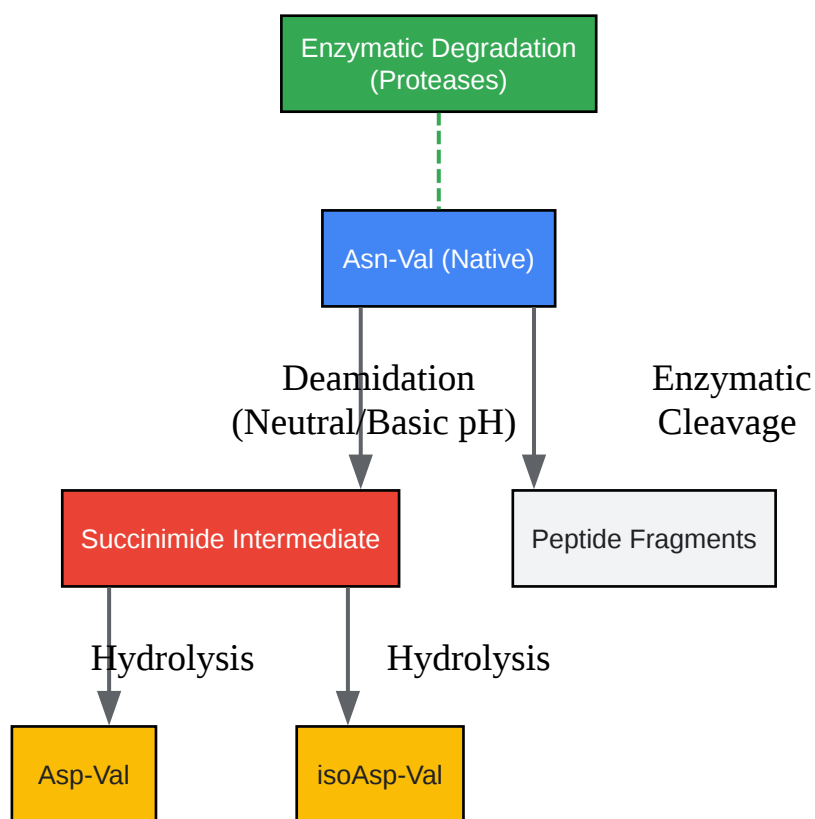 Enzymatic Degradation
(Proteases)
Asn-Val (Native)
Deamidation
(Neutral/Basic pH)
Enzymatic
Cleavage
Succinimide Intermediate
Peptide Fragments
Hydrolysis
Hydrolysis
Asp-Val
isoAsp-Val